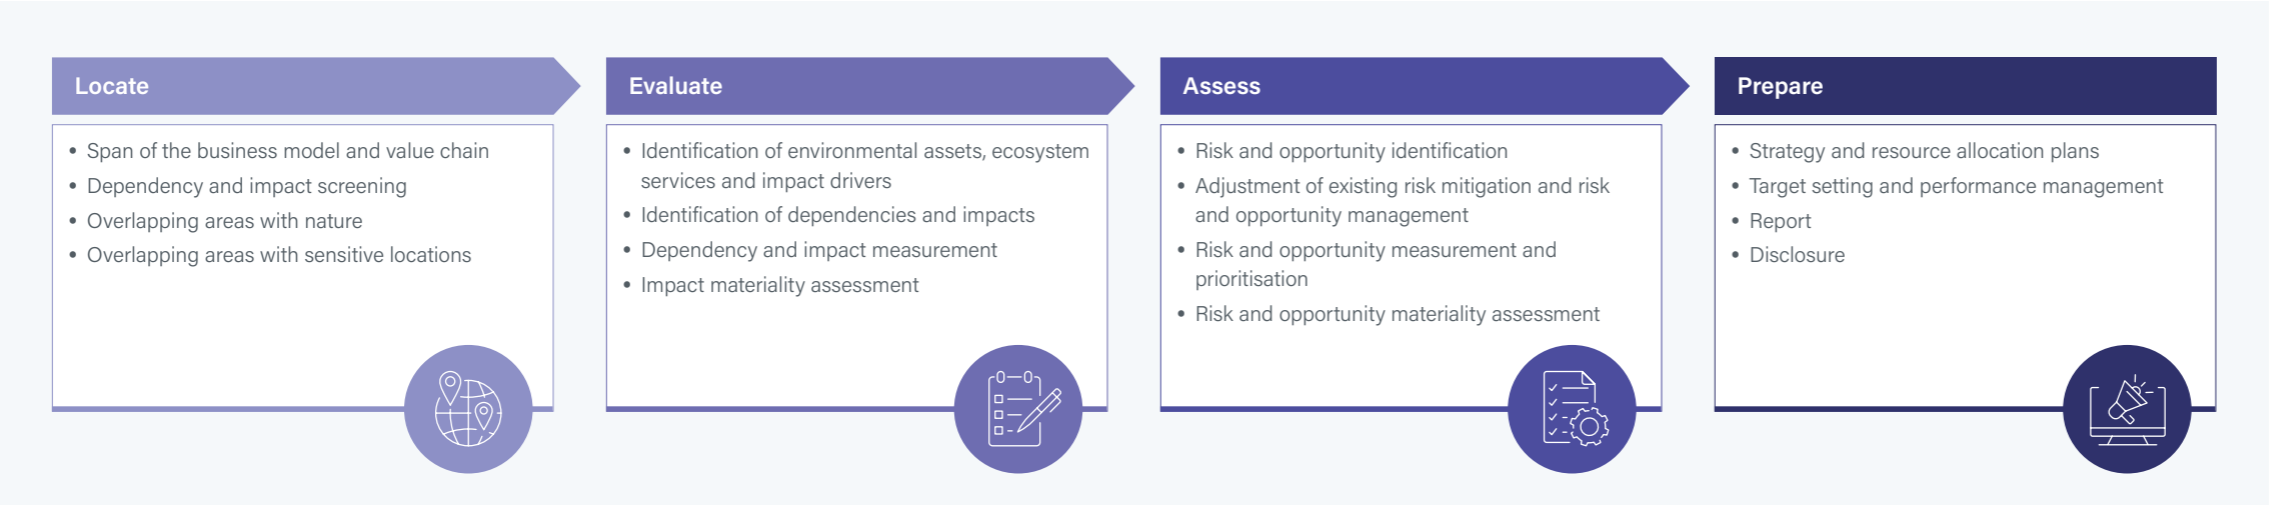 Locate
• Span of the business model and value chain
• Dependency and impact screening
• Overlapping areas with nature
• Overlapping areas with sensitive locations
Evaluate
• Identification of environmental assets, ecosystem
services and impact drivers
• Identification of dependencies and impacts
• Dependency and impact measurement
• Impact materiality assessment
Assess
• Risk and opportunity identification
• Adjustment of existing risk mitigation and risk
and opportunity management
• Risk and opportunity measurement and
prioritisation
• Risk and opportunity materiality assessment
Prepare
• Strategy and resource allocation plans
• Target setting and performance management
• Report
• Disclosure